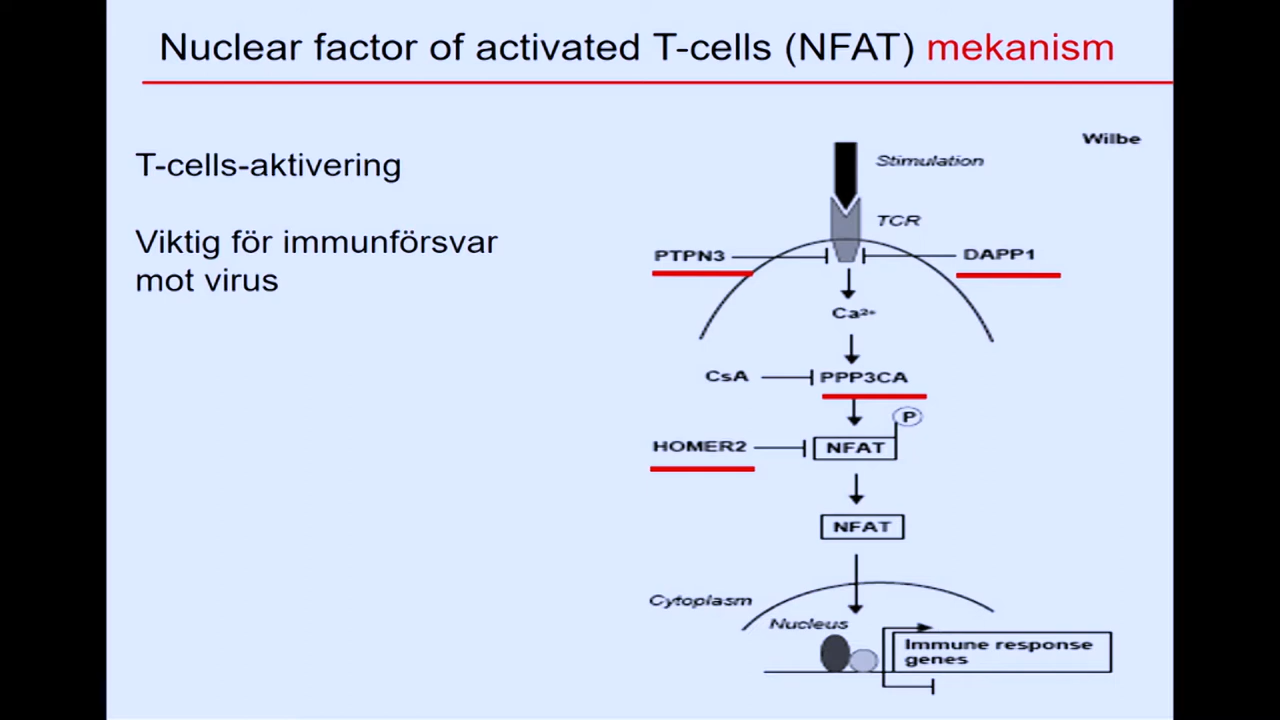 Nuclear factor of activated T-cells (NFAT) mekanism
T-cells-aktivering
Viktig för immunförsvar
mot virus
Wilbe
Stimulation
TCR
PTPN3
DAPP1
Ca²⁺
CsA
PPP3CA
P
HOMER2
NFAT
NFAT
Cytoplasm
Nucleus
Immune response
genes